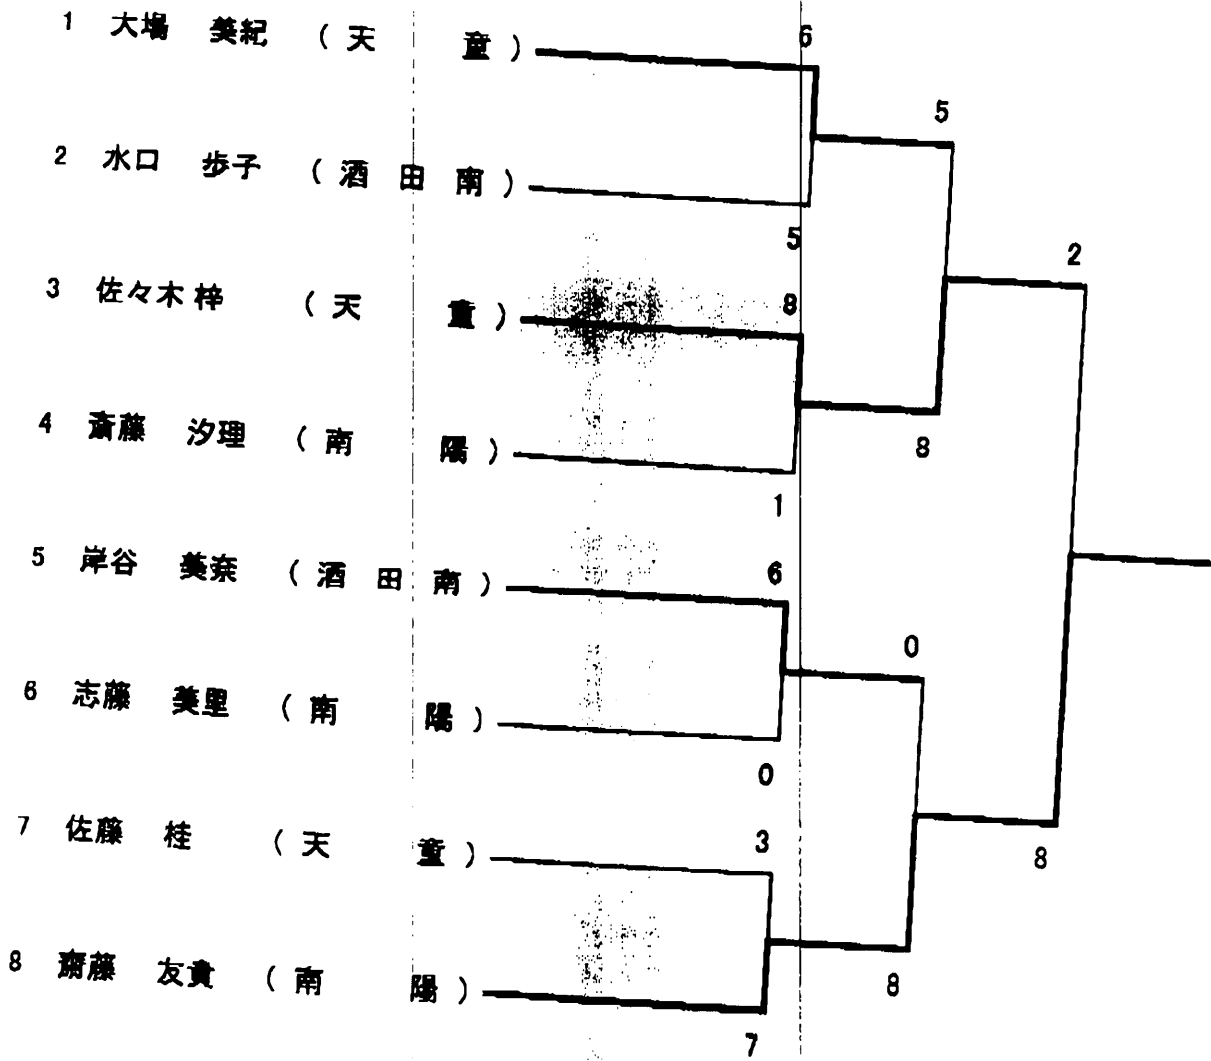 1 大場 美紀 (天 童)
6
5
2 水口 歩子 (酒田南)
5
2
3 佐々木 梓 (天 童)
8
4 斎藤 汐理 (南 陽)
8
1
5 岸谷 美奈 (酒田南)
6
0
6 志藤 美里 (南 陽)
0
7 佐藤 桂 (天 童)
3
8
8 齋藤 友貴 (南 陽)
8
7